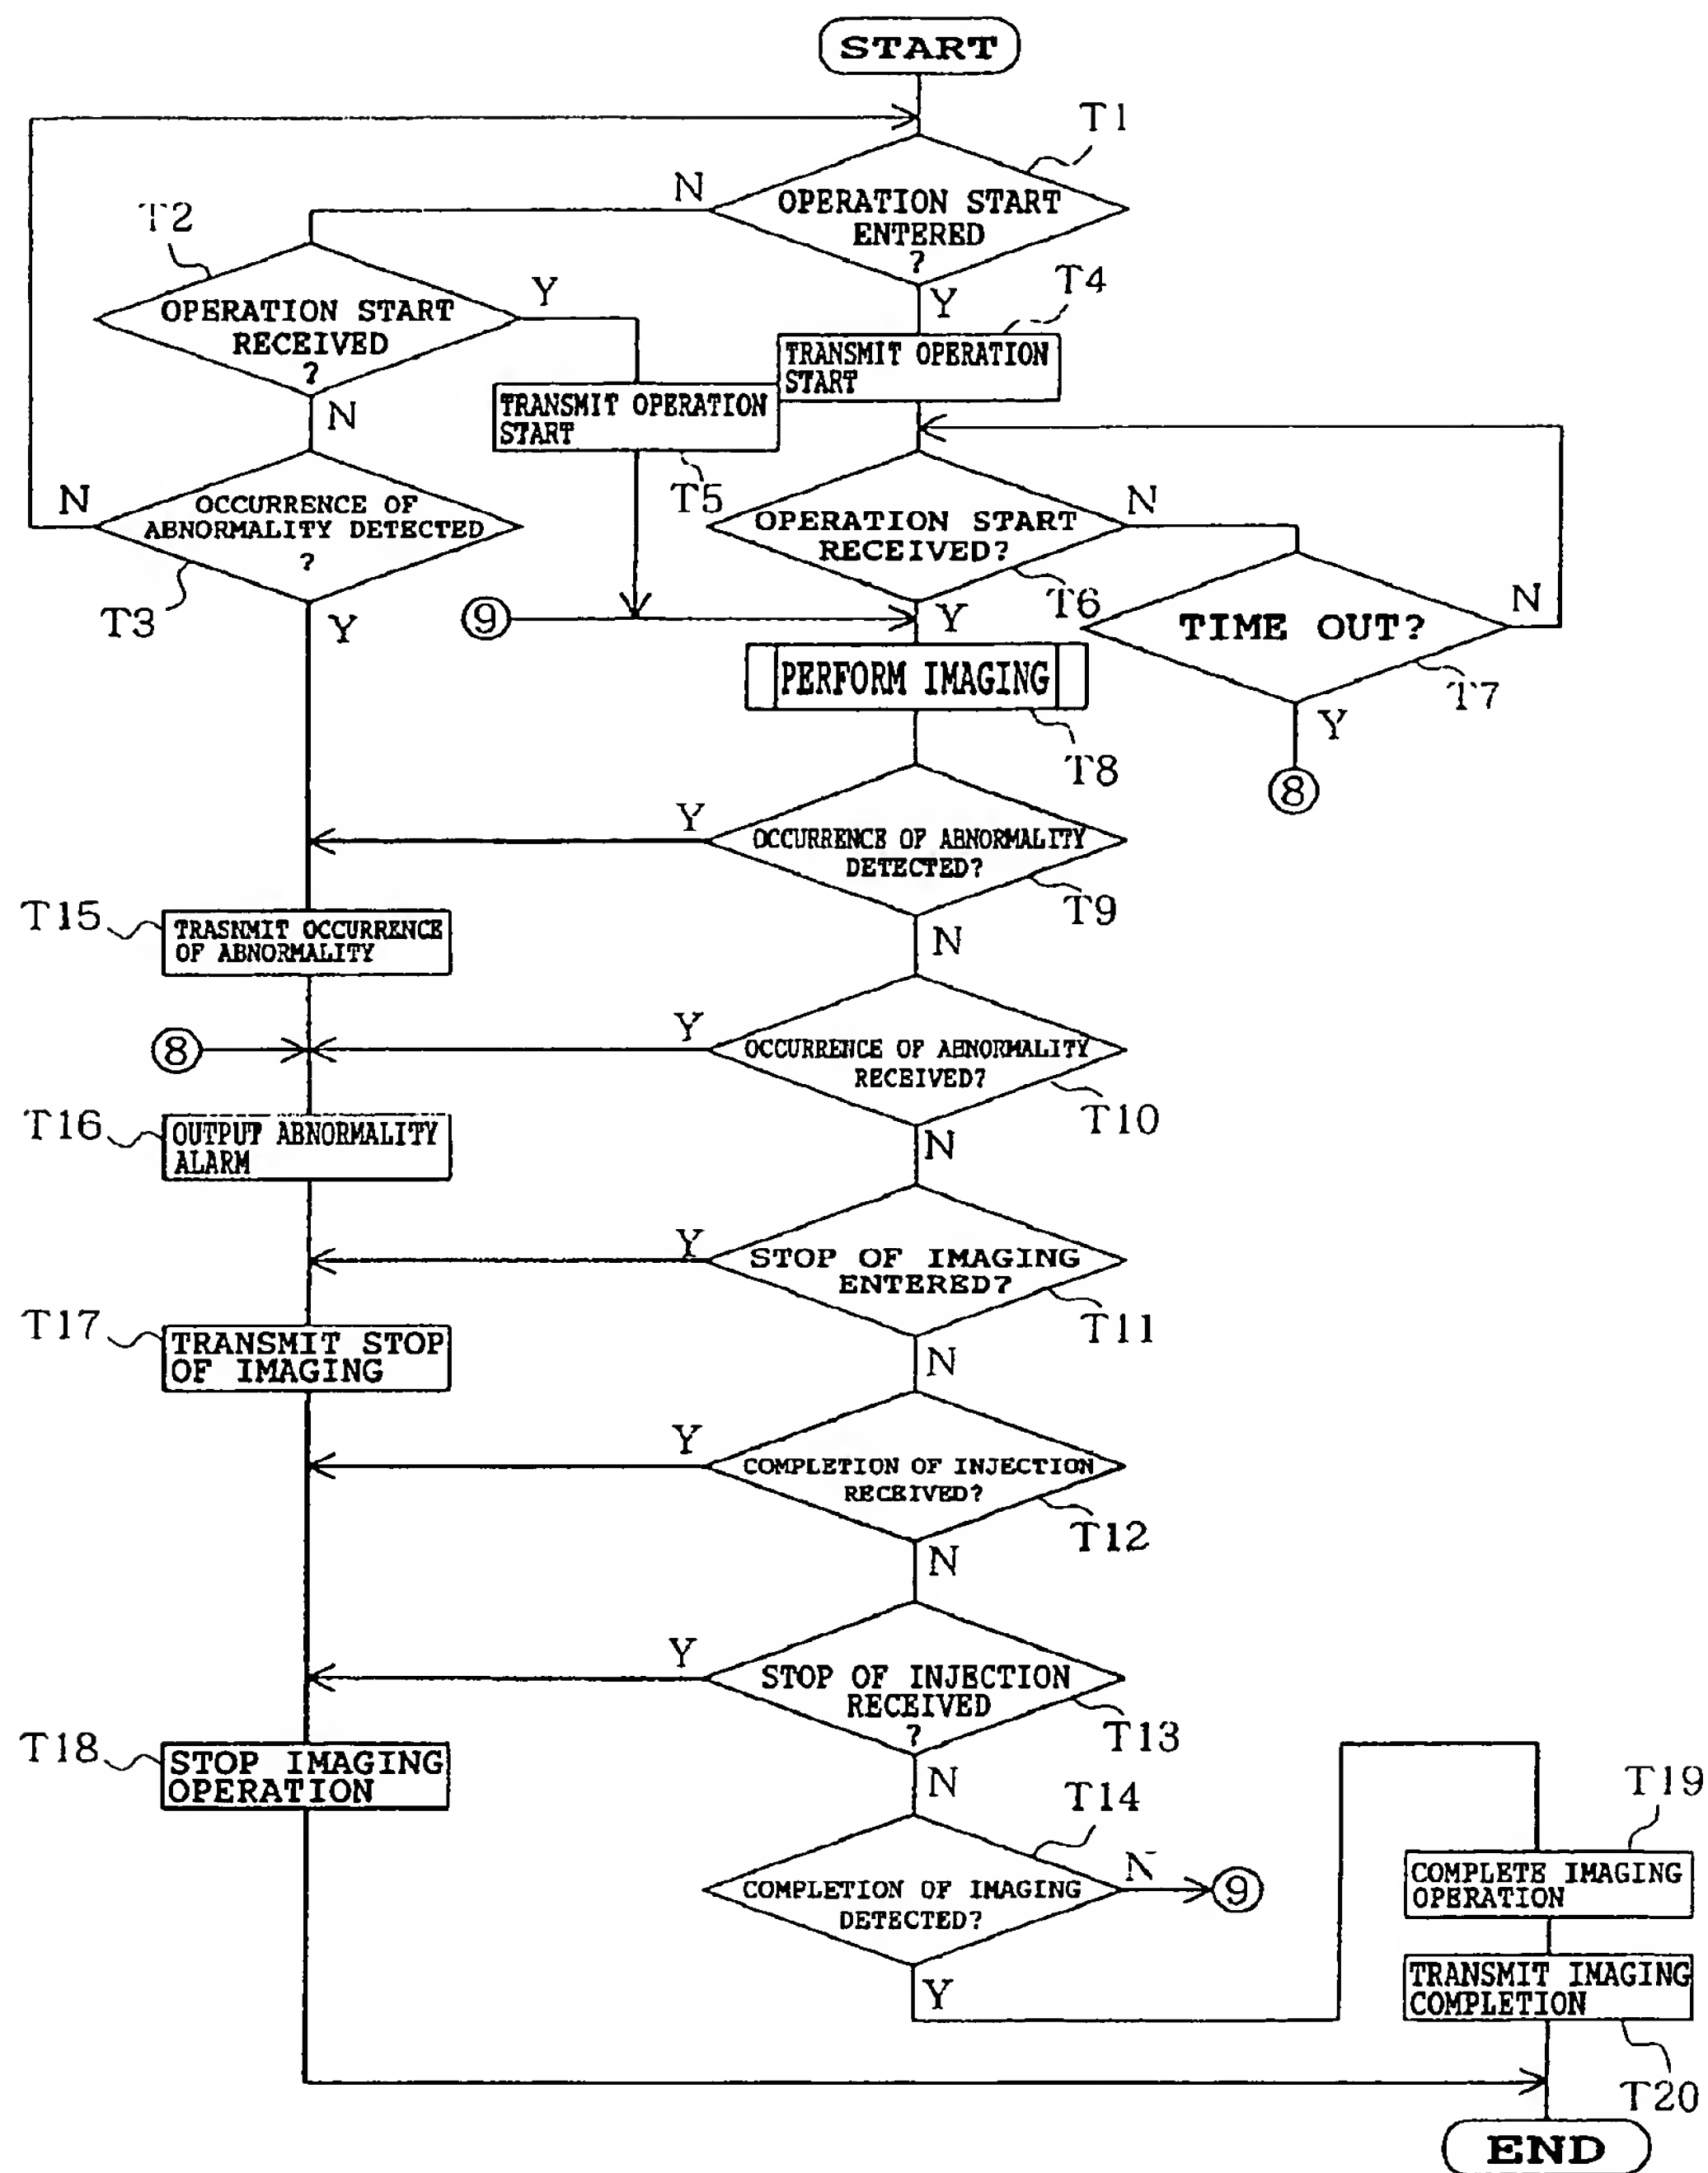 START
T1
N
OPERATION START
ENTERED
?
T2
Y
T4
OPERATION START
RECEIVED
?
Y
TRANSMIT OPERATION
START
N
TRANSMIT OPERATION
START
T5
N
OCCURRENCE OF
ABNORMALITY DETECTED
?
T3
Y
OPERATION START
RECEIVED?
N
T6
Y
9
TIME OUT?
N
T7
Y
8
PERFORM IMAGING
T8
Y
OCCURRENCE OF ABNORMALITY
DETECTED?
T9
N
T15
TRASNMIT OCCURRENCE
OF ABNORMALITY
8
Y
OCCURRENCE OF ABNORMALITY
RECEIVED?
T10
N
T16
OUTPUT ABNORMALITY
ALARM
Y
STOP OF IMAGING
ENTERED?
T11
N
T17
TRANSMIT STOP
OF IMAGING
Y
COMPLETION OF INJECTION
RECEIVED?
T12
N
Y
STOP OF INJECTION
RECEIVED
?
T13
N
T18
STOP IMAGING
OPERATION
T14
COMPLETION OF IMAGING
DETECTED?
N
9
Y
T19
COMPLETE IMAGING
OPERATION
TRANSMIT IMAGING
COMPLETION
T20
END